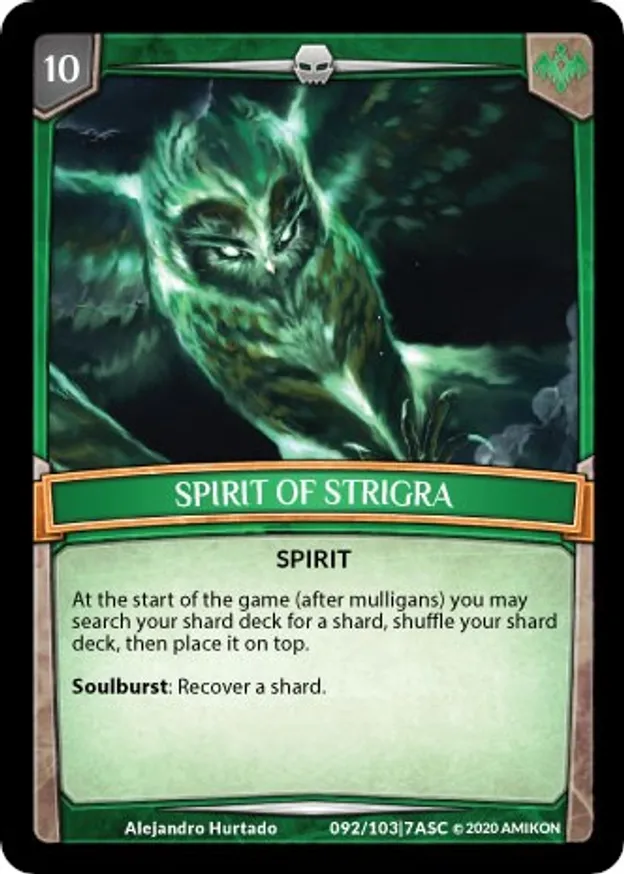 10
SPIRIT OF STRIGRA
SPIRIT
At the start of the game (after mulligans) you may
search your shard deck for a shard, shuffle your shard
deck, then place it on top.
Soulburst: Recover a shard.
Alejandro Hurtado 092/103|7ASC © 2020 AMIKON